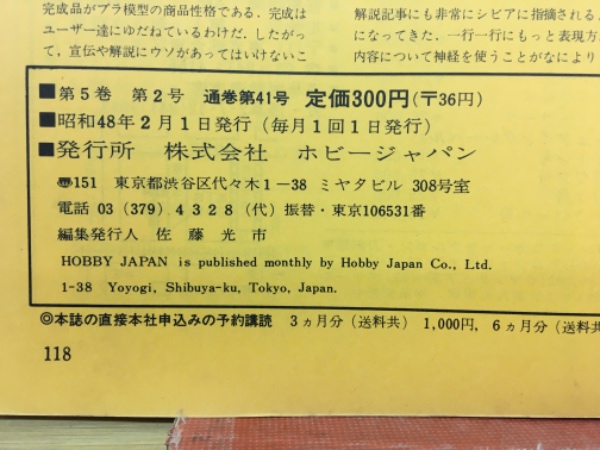 完成品がプラ模型の商品性格である．完成は
ユーザー達にゆだねているわけだ．したがっ
て，宣伝や解説にウソがあってはいけないこ
解説記事にも非常にシビアに指摘される
になってきた．一行一行にもっと表現方
内容について神経を使うことがなにより
■第5巻 第2号 通巻第41号 定価300円(〒36円)
■昭和48年2月1日発行(毎月1回1日発行)
■発行所 株式会社 ホビージャパン
151 東京都渋谷区代々木1−38 ミヤタビル 308号室
電話 03 (379) 4328 (代) 振替・東京106531番
編集発行人 佐藤光市
HOBBY JAPAN is published monthly by Hobby Japan Co., Ltd.
1-38 Yoyogi, Shibuya-ku, Tokyo, Japan.
◎本誌の直接本社申込みの予約購読 3ヵ月分(送料共) 1,000円, 6ヵ月分(送料共
118